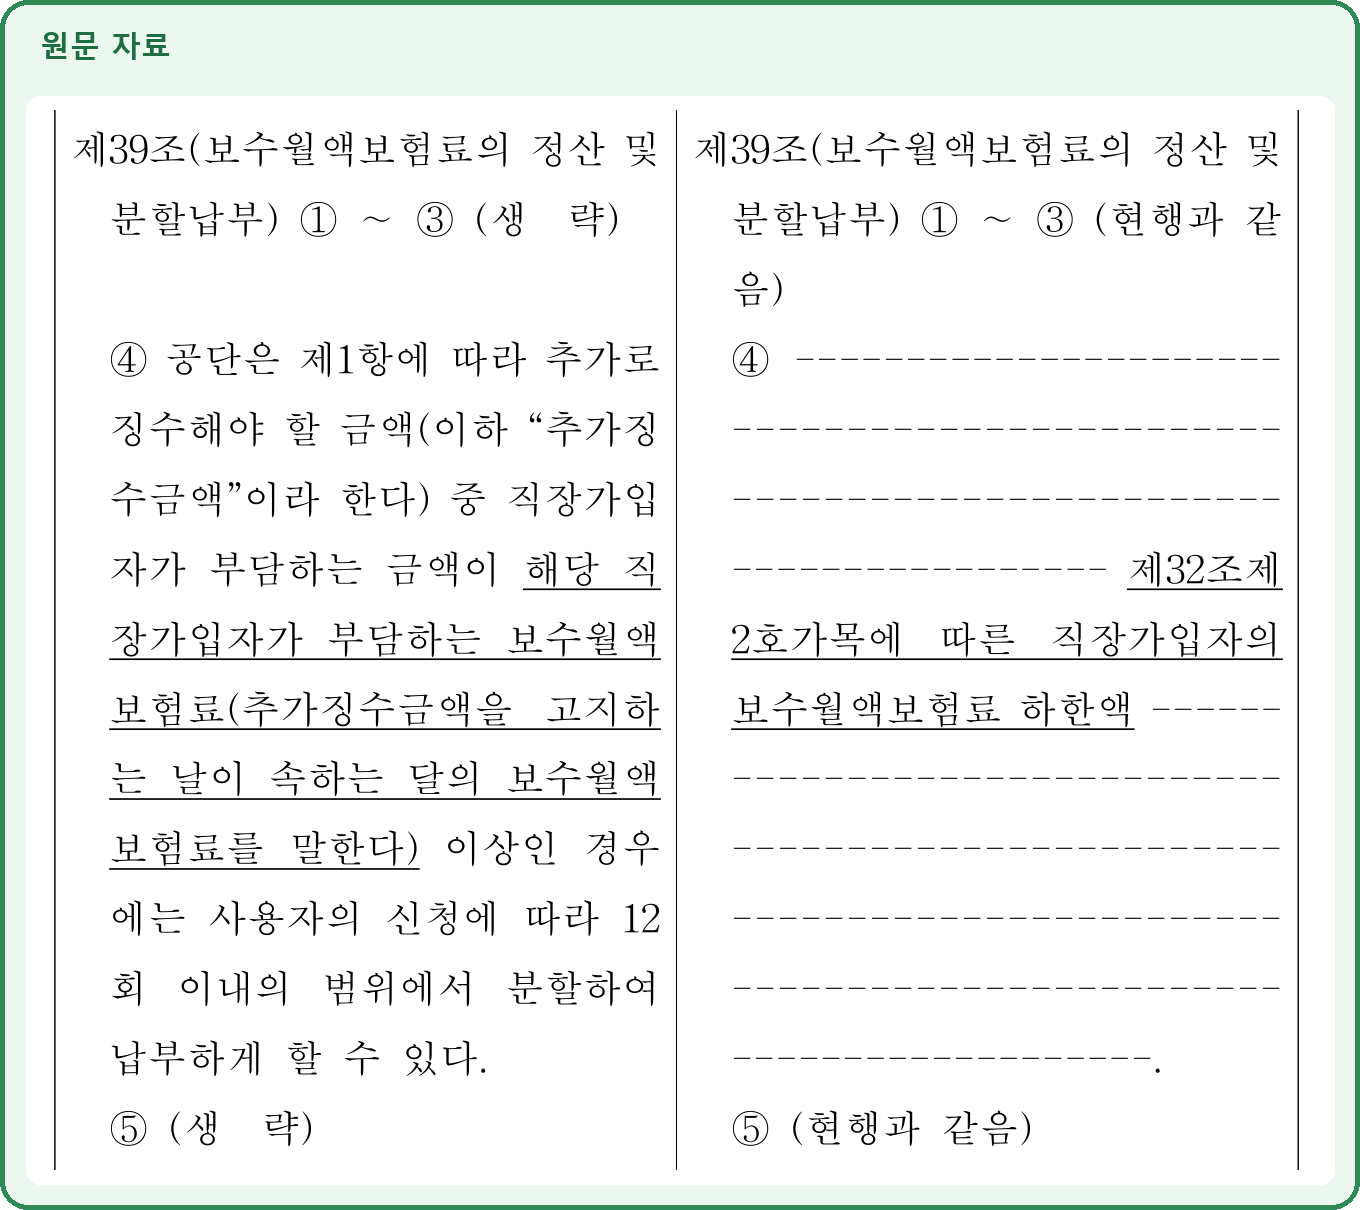 원문 자료
제39조(보수월액보험료의 정산 및
분할납부) ① ～ ③ (생 략)
④ 공단은 제1항에 따라 추가로
징수해야 할 금액(이하 “추가징
수금액”이라 한다) 중 직장가입
자가 부담하는 금액이 해당 직
장가입자가 부담하는 보수월액
보험료(추가징수금액을 고지하
는 날이 속하는 달의 보수월액
보험료를 말한다) 이상인 경우
에는 사용자의 신청에 따라 12
회 이내의 범위에서 분할하여
납부하게 할 수 있다.
⑤ (생 략)
제39조(보수월액보험료의 정산 및
분할납부) ① ～ ③ (현행과 같
음)
④ ----------------------
-------------------------
-------------------------
----------------- 제32조제
2호가목에 따른 직장가입자의
보수월액보험료 하한액 ------
-------------------------
-------------------------
-------------------------
-------------------------
-------------------.
⑤ (현행과 같음)